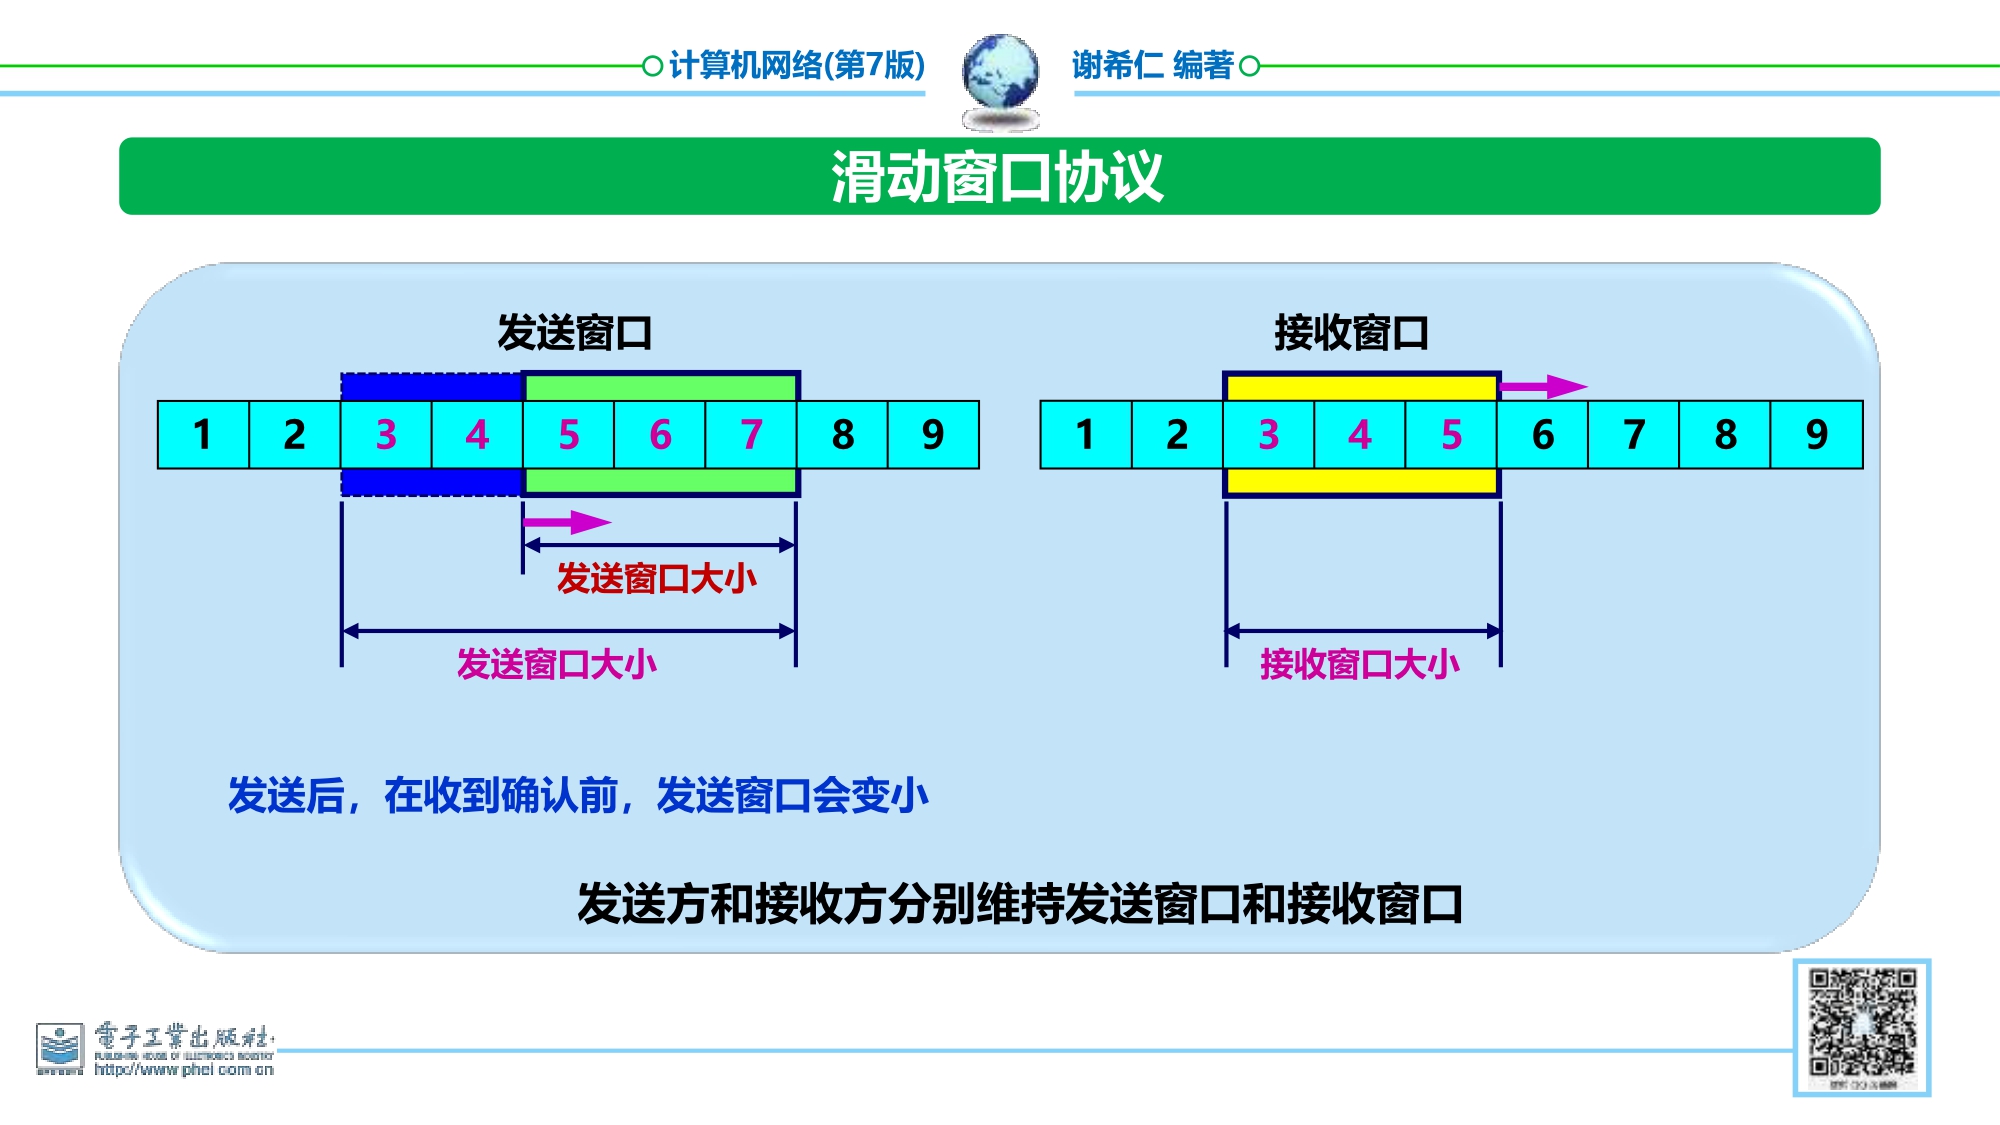 计算机网络(第7版)
谢希仁 编著
滑动窗口协议
发送窗口
接收窗口
1 2 3 4 5 6 7 8 9
1 2 3 4 5 6 7 8 9
发送窗口大小
发送窗口大小
接收窗口大小
发送后，在收到确认前，发送窗口会变小
发送方和接收方分别维持发送窗口和接收窗口
電子工業出版社
PUBLISHING HOUSE OF ELECTRONICS INDUSTRY
http://www.phei.com.cn